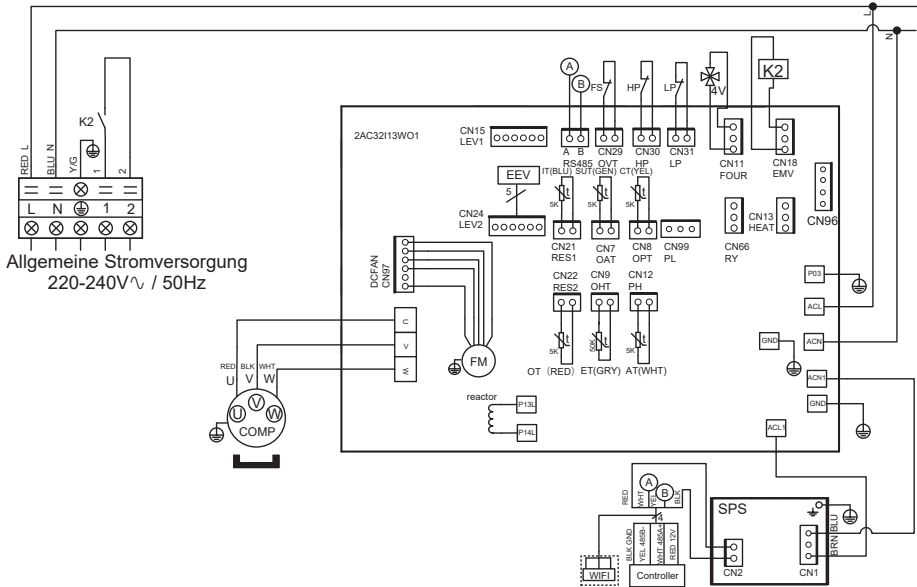 L
N
K2
RED L
BLU N
Y/G
1
2
L N 1 2
Allgemeine Stromversorgung
220-240V / 50Hz
2AC32I13WO1
CN15
LEV1
A
B
FS
HP
LP
4V
K2
A B
RS485
CN29
OVT
CN30
HP
CN31
LP
CN11
FOUR
CN18
EMV
CN96
EEV
5
CN24
LEV2
IT(BLU) SUT(GEN) CT(YEL)
5K t
5K t
5K t
CN21
RES1
CN7
OAT
CN8
OPT
CN99
PL
CN66
RY
CN13
HEAT
DCFAN
CN97
FM
CN22
RES2
CN9
OHT
CN12
PH
5K t
50K t
5K t
OT (RED) ET(GRY) AT(WHT)
U
V
W
RED BLK WHT
U V W
U V W
COMP
reactor
P13L
P14L
P03
ACL
GND
ACN
ACN1
GND
ACL1
RED
WHT
A
YEL
B
BLK
4
BLK GND
YEL 485B-
WHT 485A+
RED 12V
WIFI
Controller
SPS
CN2
CN1
BRN
BLU